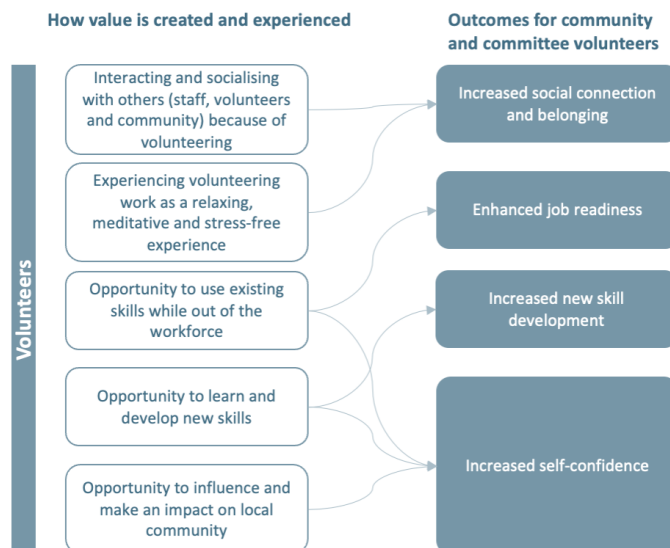 How value is created and experienced
Outcomes for community
and committee volunteers
Volunteers
Interacting and socialising
with others (staff, volunteers
and community) because of
volunteering
Experiencing volunteering
work as a relaxing,
meditative and stress-free
experience
Opportunity to use existing
skills while out of the
workforce
Opportunity to learn and
develop new skills
Opportunity to influence and
make an impact on local
community
Increased social connection
and belonging
Enhanced job readiness
Increased new skill
development
Increased self-confidence